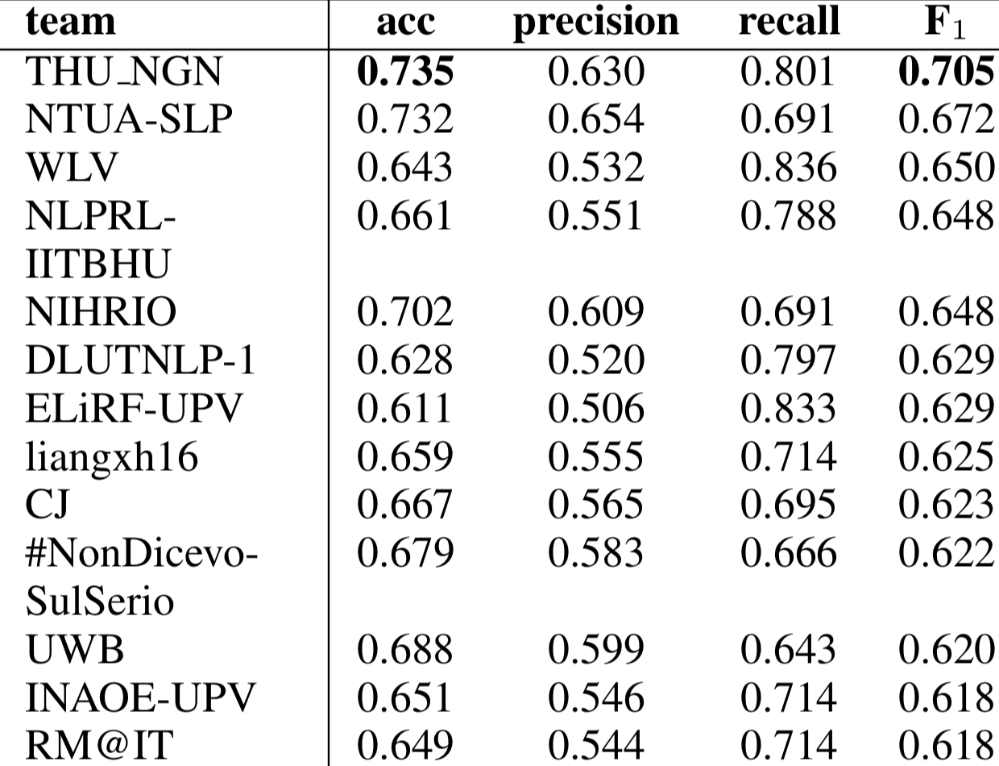 team acc precision recall F₁
THU_NGN 0.735 0.630 0.801 0.705
NTUA-SLP 0.732 0.654 0.691 0.672
WLV 0.643 0.532 0.836 0.650
NLPRL- 0.661 0.551 0.788 0.648
IITBHU
NIHRIO 0.702 0.609 0.691 0.648
DLUTNLP-1 0.628 0.520 0.797 0.629
ELiRF-UPV 0.611 0.506 0.833 0.629
liangxh16 0.659 0.555 0.714 0.625
CJ 0.667 0.565 0.695 0.623
#NonDicevo- 0.679 0.583 0.666 0.622
SulSerio
UWB 0.688 0.599 0.643 0.620
INAOE-UPV 0.651 0.546 0.714 0.618
RM@IT 0.649 0.544 0.714 0.618